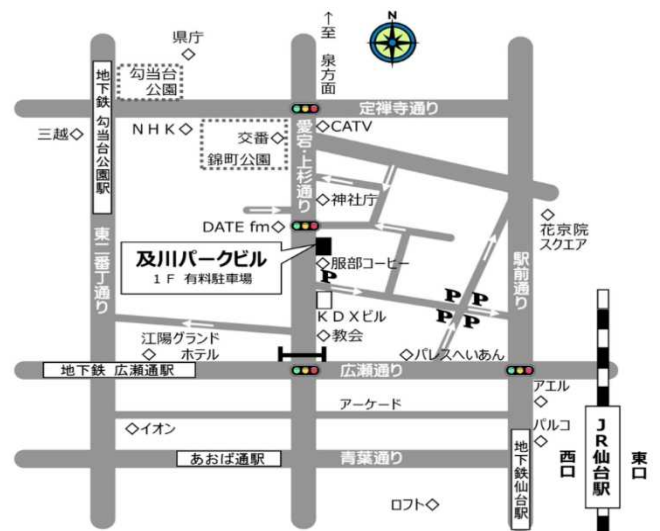 N
↑至 泉方面
県庁
地下鉄 勾当台公園駅
勾当台
公園
定禅寺通り
三越
NHK
交番
錦町公園
愛宕・上杉通り
CATV
神社庁
DATE fm
花京院
スクエア
東二番丁通り
及川パークビル
1F 有料駐車場
服部コーヒー
駅前通り
P
P P
P P
KDXビル
教会
江陽グランド
ホテル
パレスへいあん
地下鉄 広瀬通駅
広瀬通り
アエル
アーケード
パルコ
イオン
あおば通駅
青葉通り
地下鉄仙台駅
西口
JR仙台駅
東口
ロフト